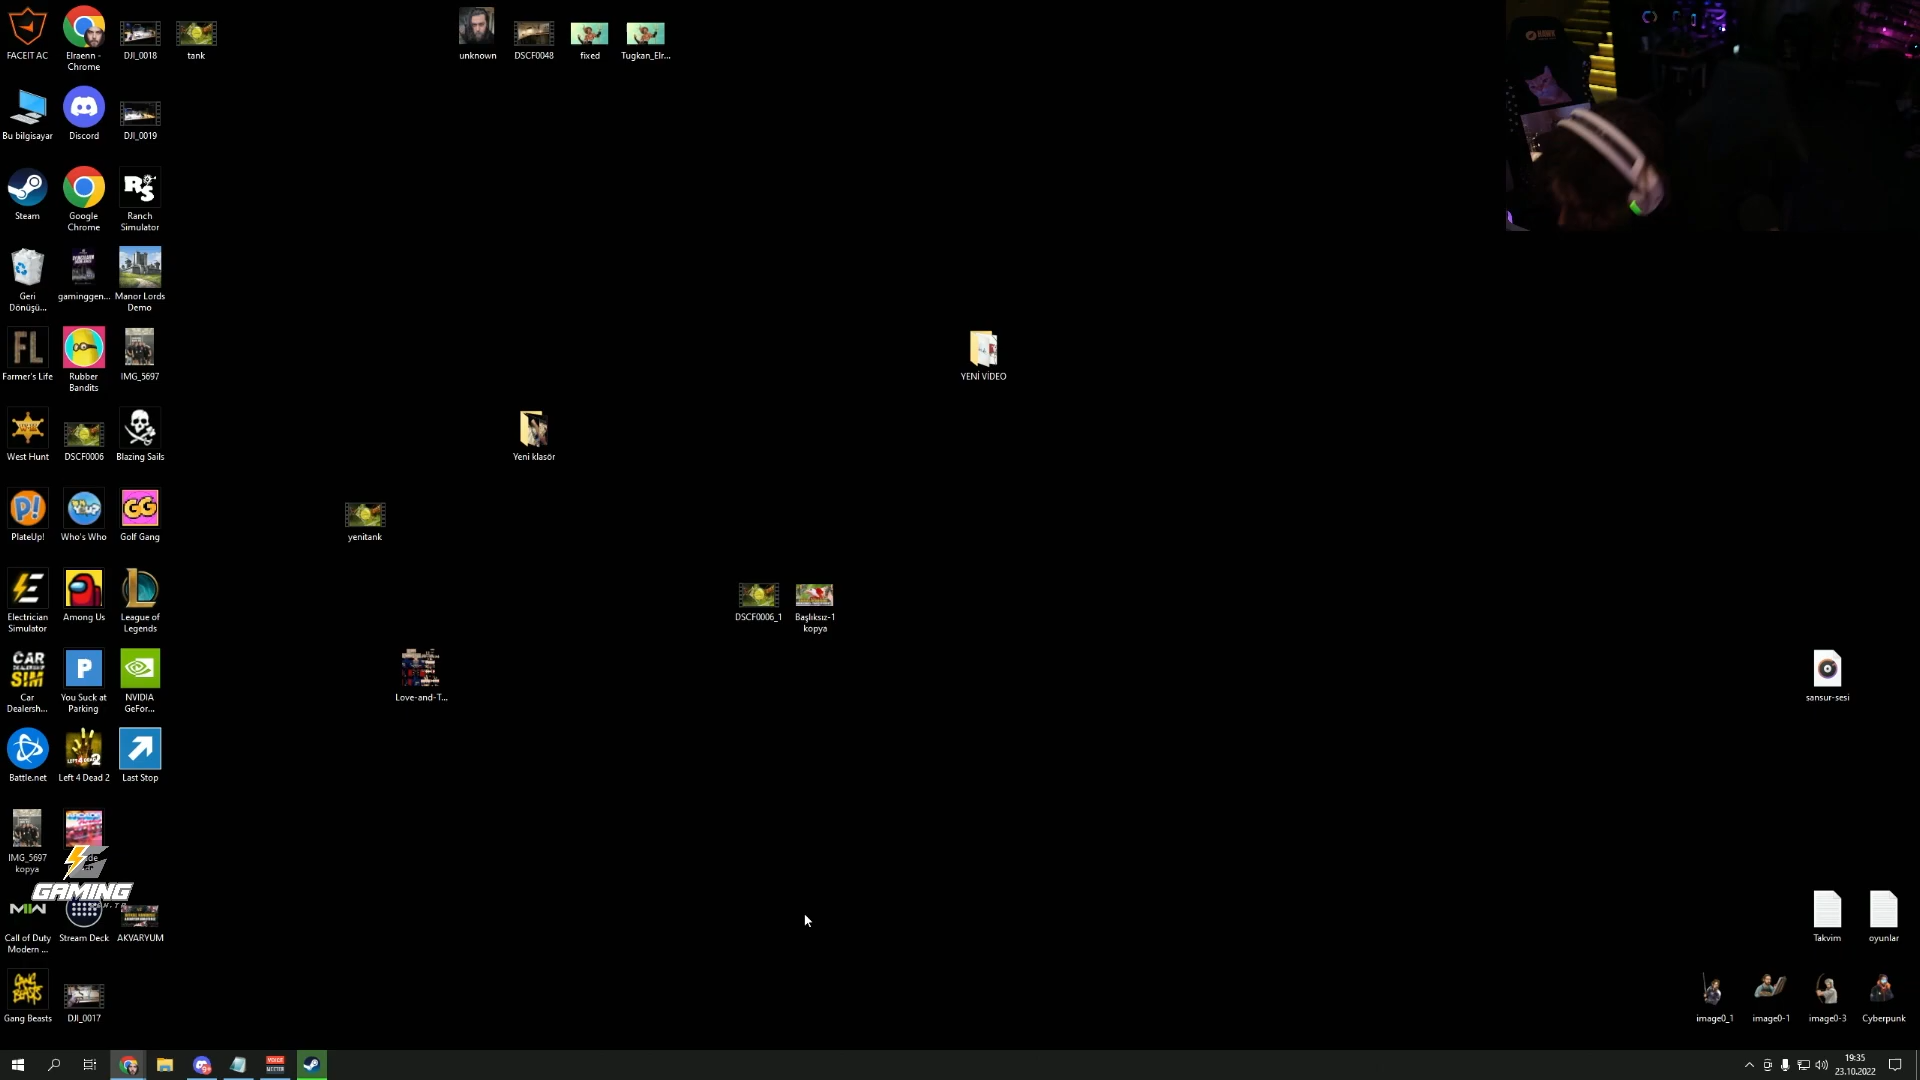 FACEIT AC
Elraenn -
Chrome
DJI_0018
tank
unknown
DSCF0048
fixed
Tugkan_Elr...
Bu bilgisayar
Discord
DJI_0019
Steam
Google
Chrome
Ranch
Simulator
Geri
Dönüşü...
gaminggen...
Manor Lords
Demo
Farmer's Life
Rubber
Bandits
IMG_5697
YENİ VİDEO
West Hunt
DSCF0006
Blazing Sails
Yeni klasör
PlateUp!
Who's Who
Golf Gang
yenitank
Electrician
Simulator
Among Us
League of
Legends
DSCF0006_1
Başlıksız-1
kopya
Car
Dealersh...
You Suck at
Parking
NVIDIA
GeFor...
Love-and-T...
sansur-sesi
Battle.net
Left 4 Dead 2
Last Stop
IMG_5697
kopya
GAMING
Call of Duty
Modern ...
Stream Deck
AKVARYUM
Takvim
oyunlar
Gang Beasts
DJI_0017
image0_1
image0-1
image0-3
Cyberpunk
19:35
23.10.2022